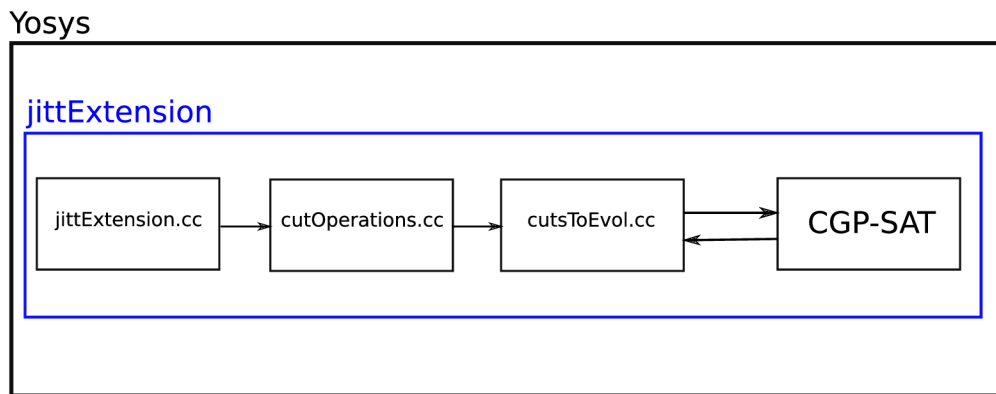 Yosys
jittExtension
jittExtension.cc
cutOperations.cc
cutsToEvol.cc
CGP-SAT